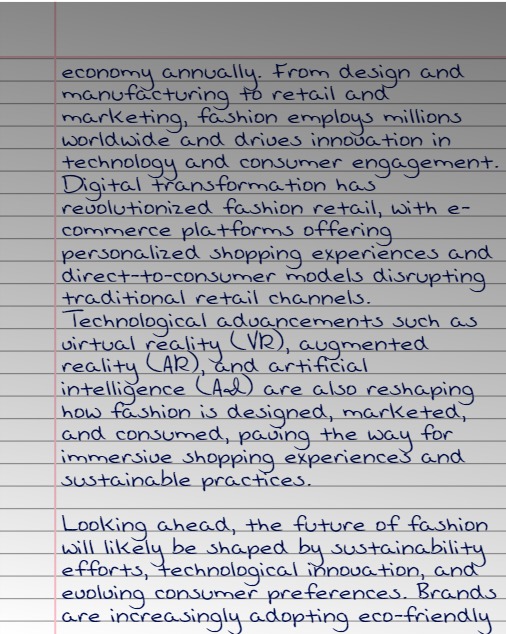 economy annually. From design and
manufacturing to retail and
marketing, fashion employs millions
worldwide and drives innovation in
technology and consumer engagement.
Digital transformation has
revolutionized fashion retail, with e-
commerce platforms offering
personalized shopping experiences and
direct-to-consumer models disrupting
traditional retail channels.
Technological advancements such as
virtual reality (VR), augmented
reality (AR), and artificial
intelligence (AI) are also reshaping
how fashion is designed, marketed,
and consumed, paving the way for
immersive shopping experiences and
sustainable practices.
Looking ahead, the future of fashion
will likely be shaped by sustainability
efforts, technological innovation, and
evolving consumer preferences. Brands
are increasingly adopting eco-friendly